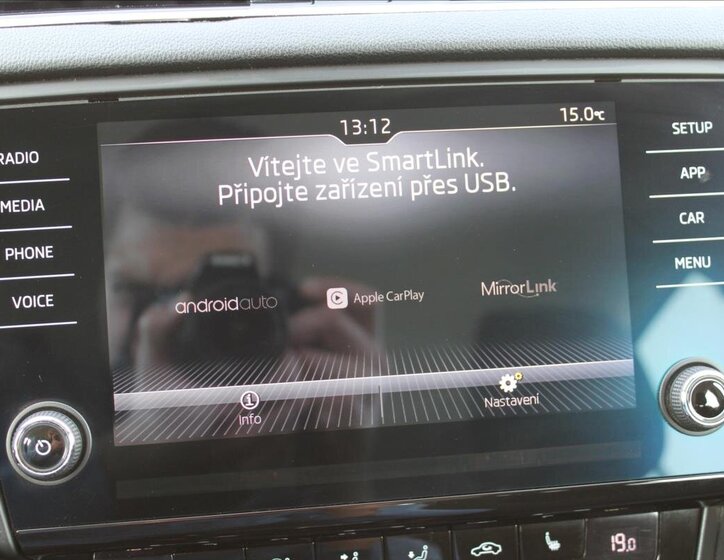 13:12
15.0℃
Vítejte ve SmartLink.
Připojte zařízení přes USB.
androidauto
Apple CarPlay
MirrorLink
Info
Nastavení
RADIO
MEDIA
PHONE
VOICE
SETUP
APP
CAR
MENU
19.0